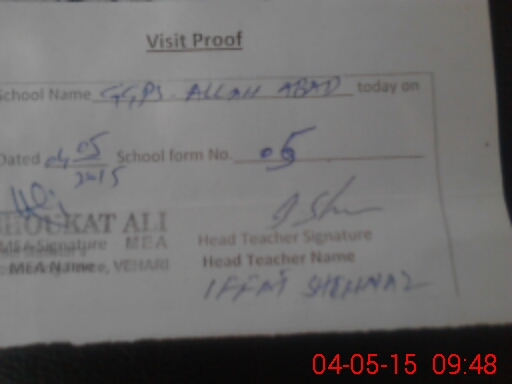 Visit Proof
School Name GGPS. ALLAH ABAD today on
Dated 04 05 2015 School form No. 05
SHOUKAT ALI
MEA Signature MEA Head Teacher Signature
MEA Name, VEHARI Head Teacher Name
IFFAT SHEHNAZ
04-05-15 09:48